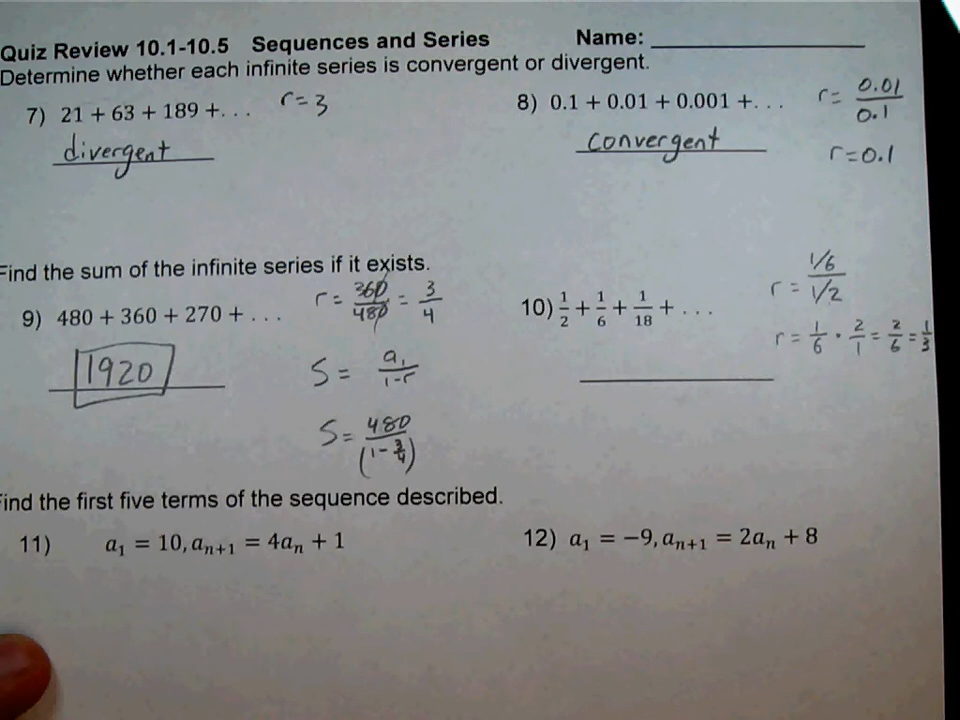 Quiz Review 10.1-10.5 Sequences and Series Name: ____
Determine whether each infinite series is convergent or divergent.
7) 21 + 63 + 189 +... r=3
divergent
8) 0.1 + 0.01 + 0.001 +... r= 0.01/0.1
convergent r=0.1
Find the sum of the infinite series if it exists.
9) 480 + 360 + 270 + ... r = 360/480 = 3/4
1920 S = a₁/(1-r)
S = 480/(1-3/4)
10) 1/2 + 1/6 + 1/18 + ... r = (1/6)/(1/2)
r = 1/6 · 2/1 = 2/6 = 1/3
Find the first five terms of the sequence described.
11) a₁ = 10, aₙ₊₁ = 4aₙ + 1
12) a₁ = −9, aₙ₊₁ = 2aₙ + 8